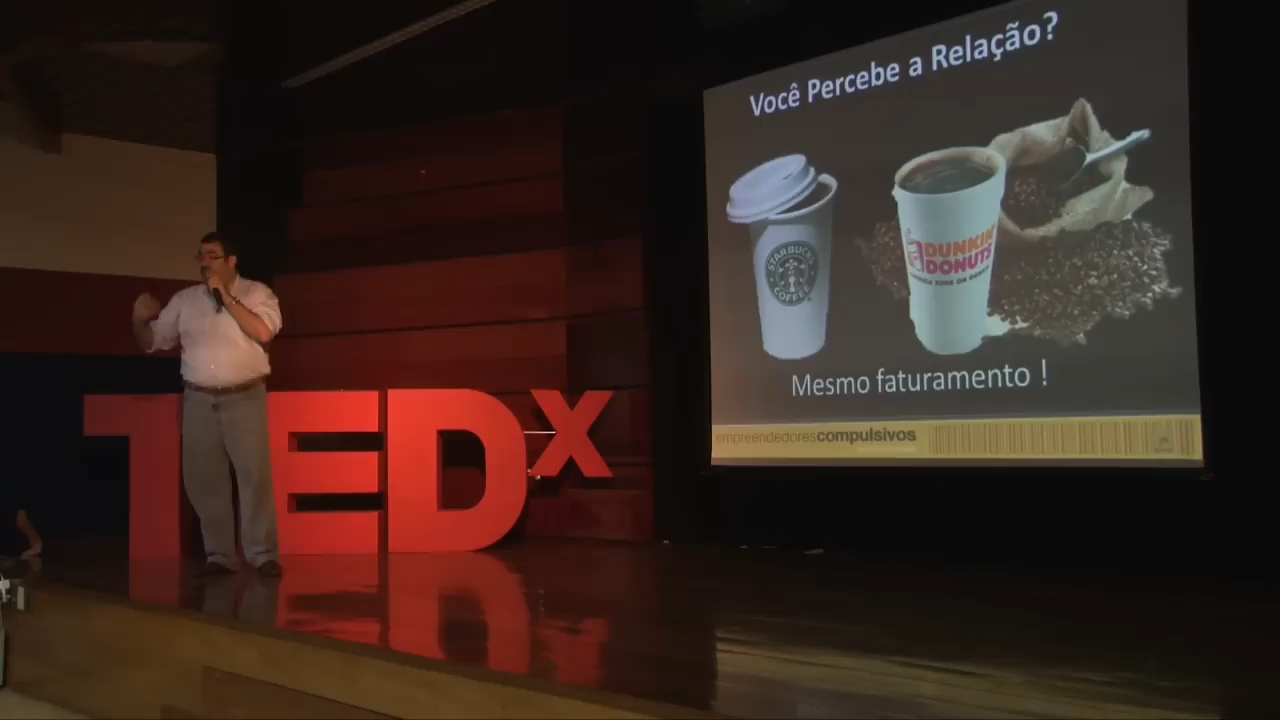 Você Percebe a Relação?
STARBUCKS
COFFEE
DUNKIN'
DONUTS
Mesmo faturamento !
empreendedorescompulsivos
TEDx